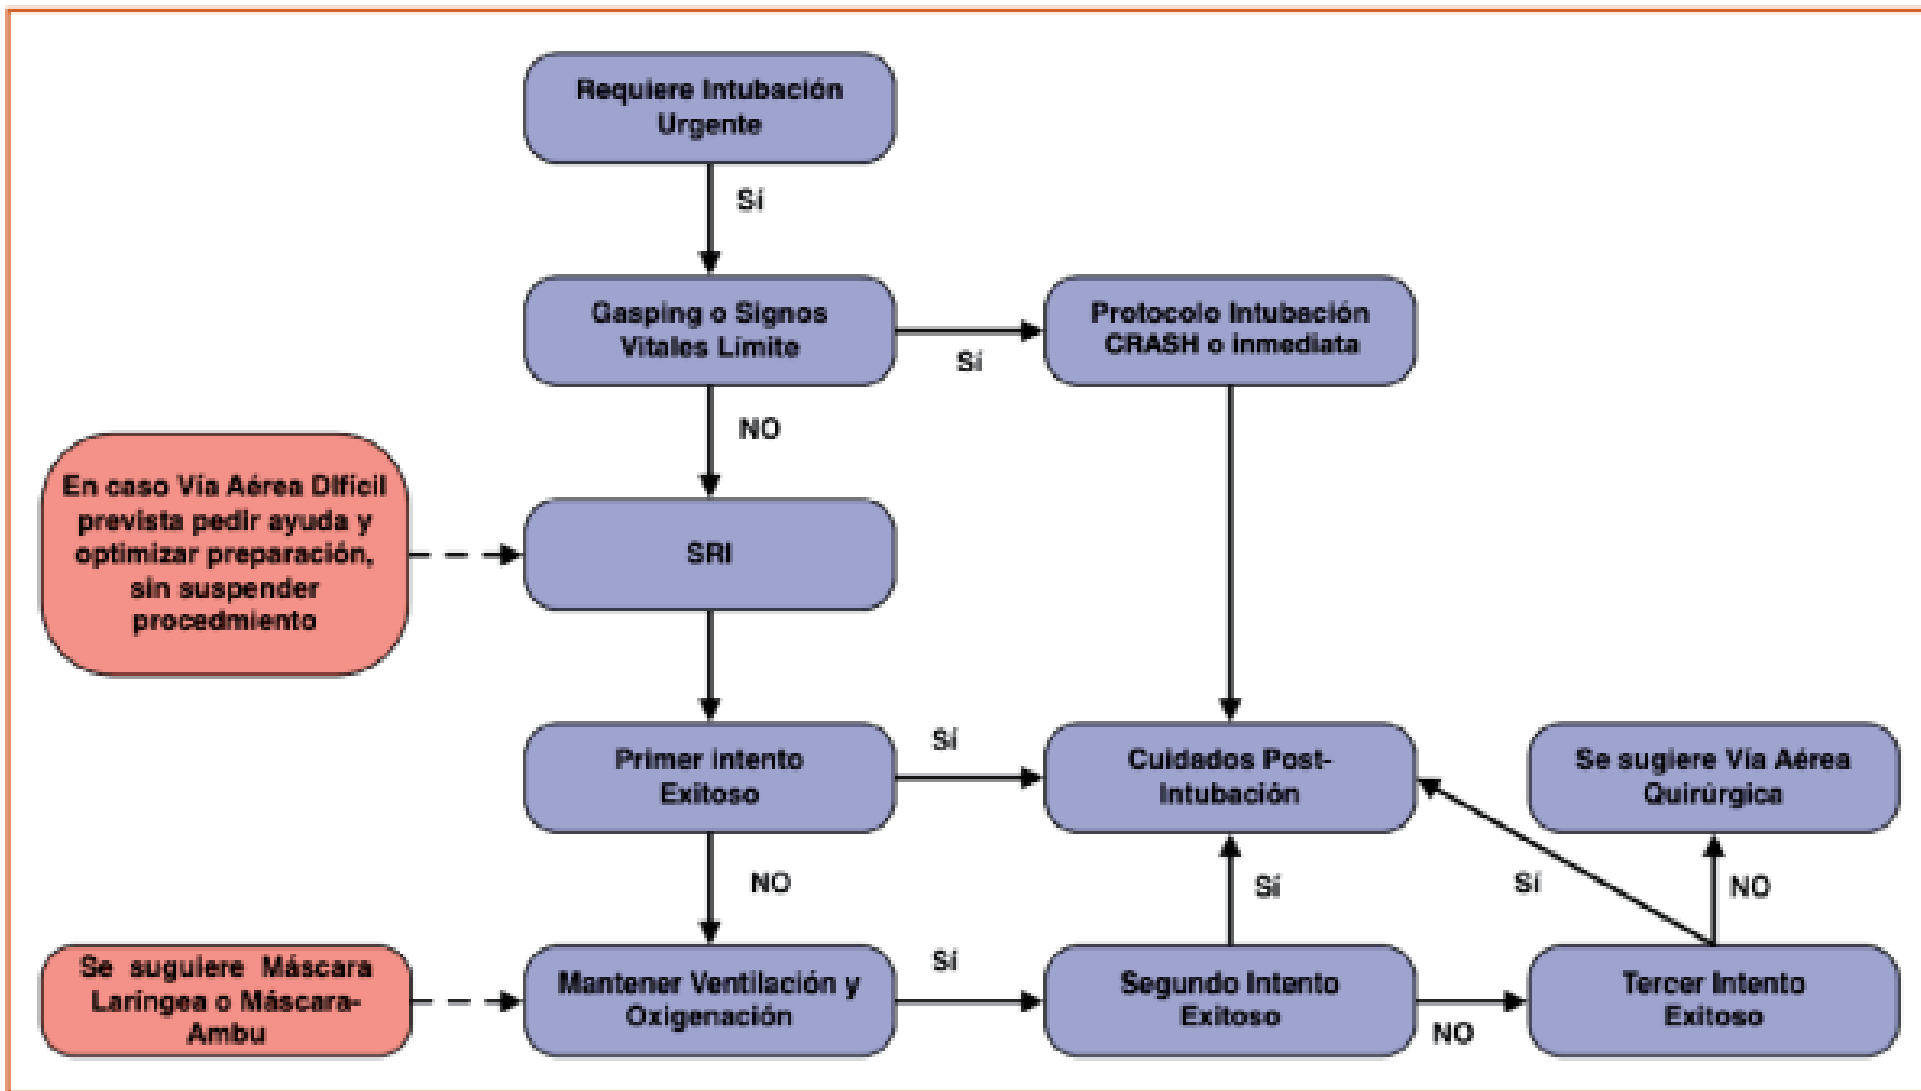 Requiere Intubación
Urgente
Sí
Gasping o Signos
Vitales Límite
Sí
Protocolo Intubación
CRASH o inmediata
NO
En caso Vía Aérea Difícil
prevista pedir ayuda y
optimizar preparación,
sin suspender
procedmiento
SRI
Primer intento
Exitoso
Sí
Cuidados Post-
Intubación
Se sugiere Vía Aérea
Quirúrgica
NO
Sí
Sí
NO
Se suguiere Máscara
Laríngea o Máscara-
Ambu
Mantener Ventilación y
Oxigenación
Sí
Segundo Intento
Exitoso
NO
Tercer Intento
Exitoso